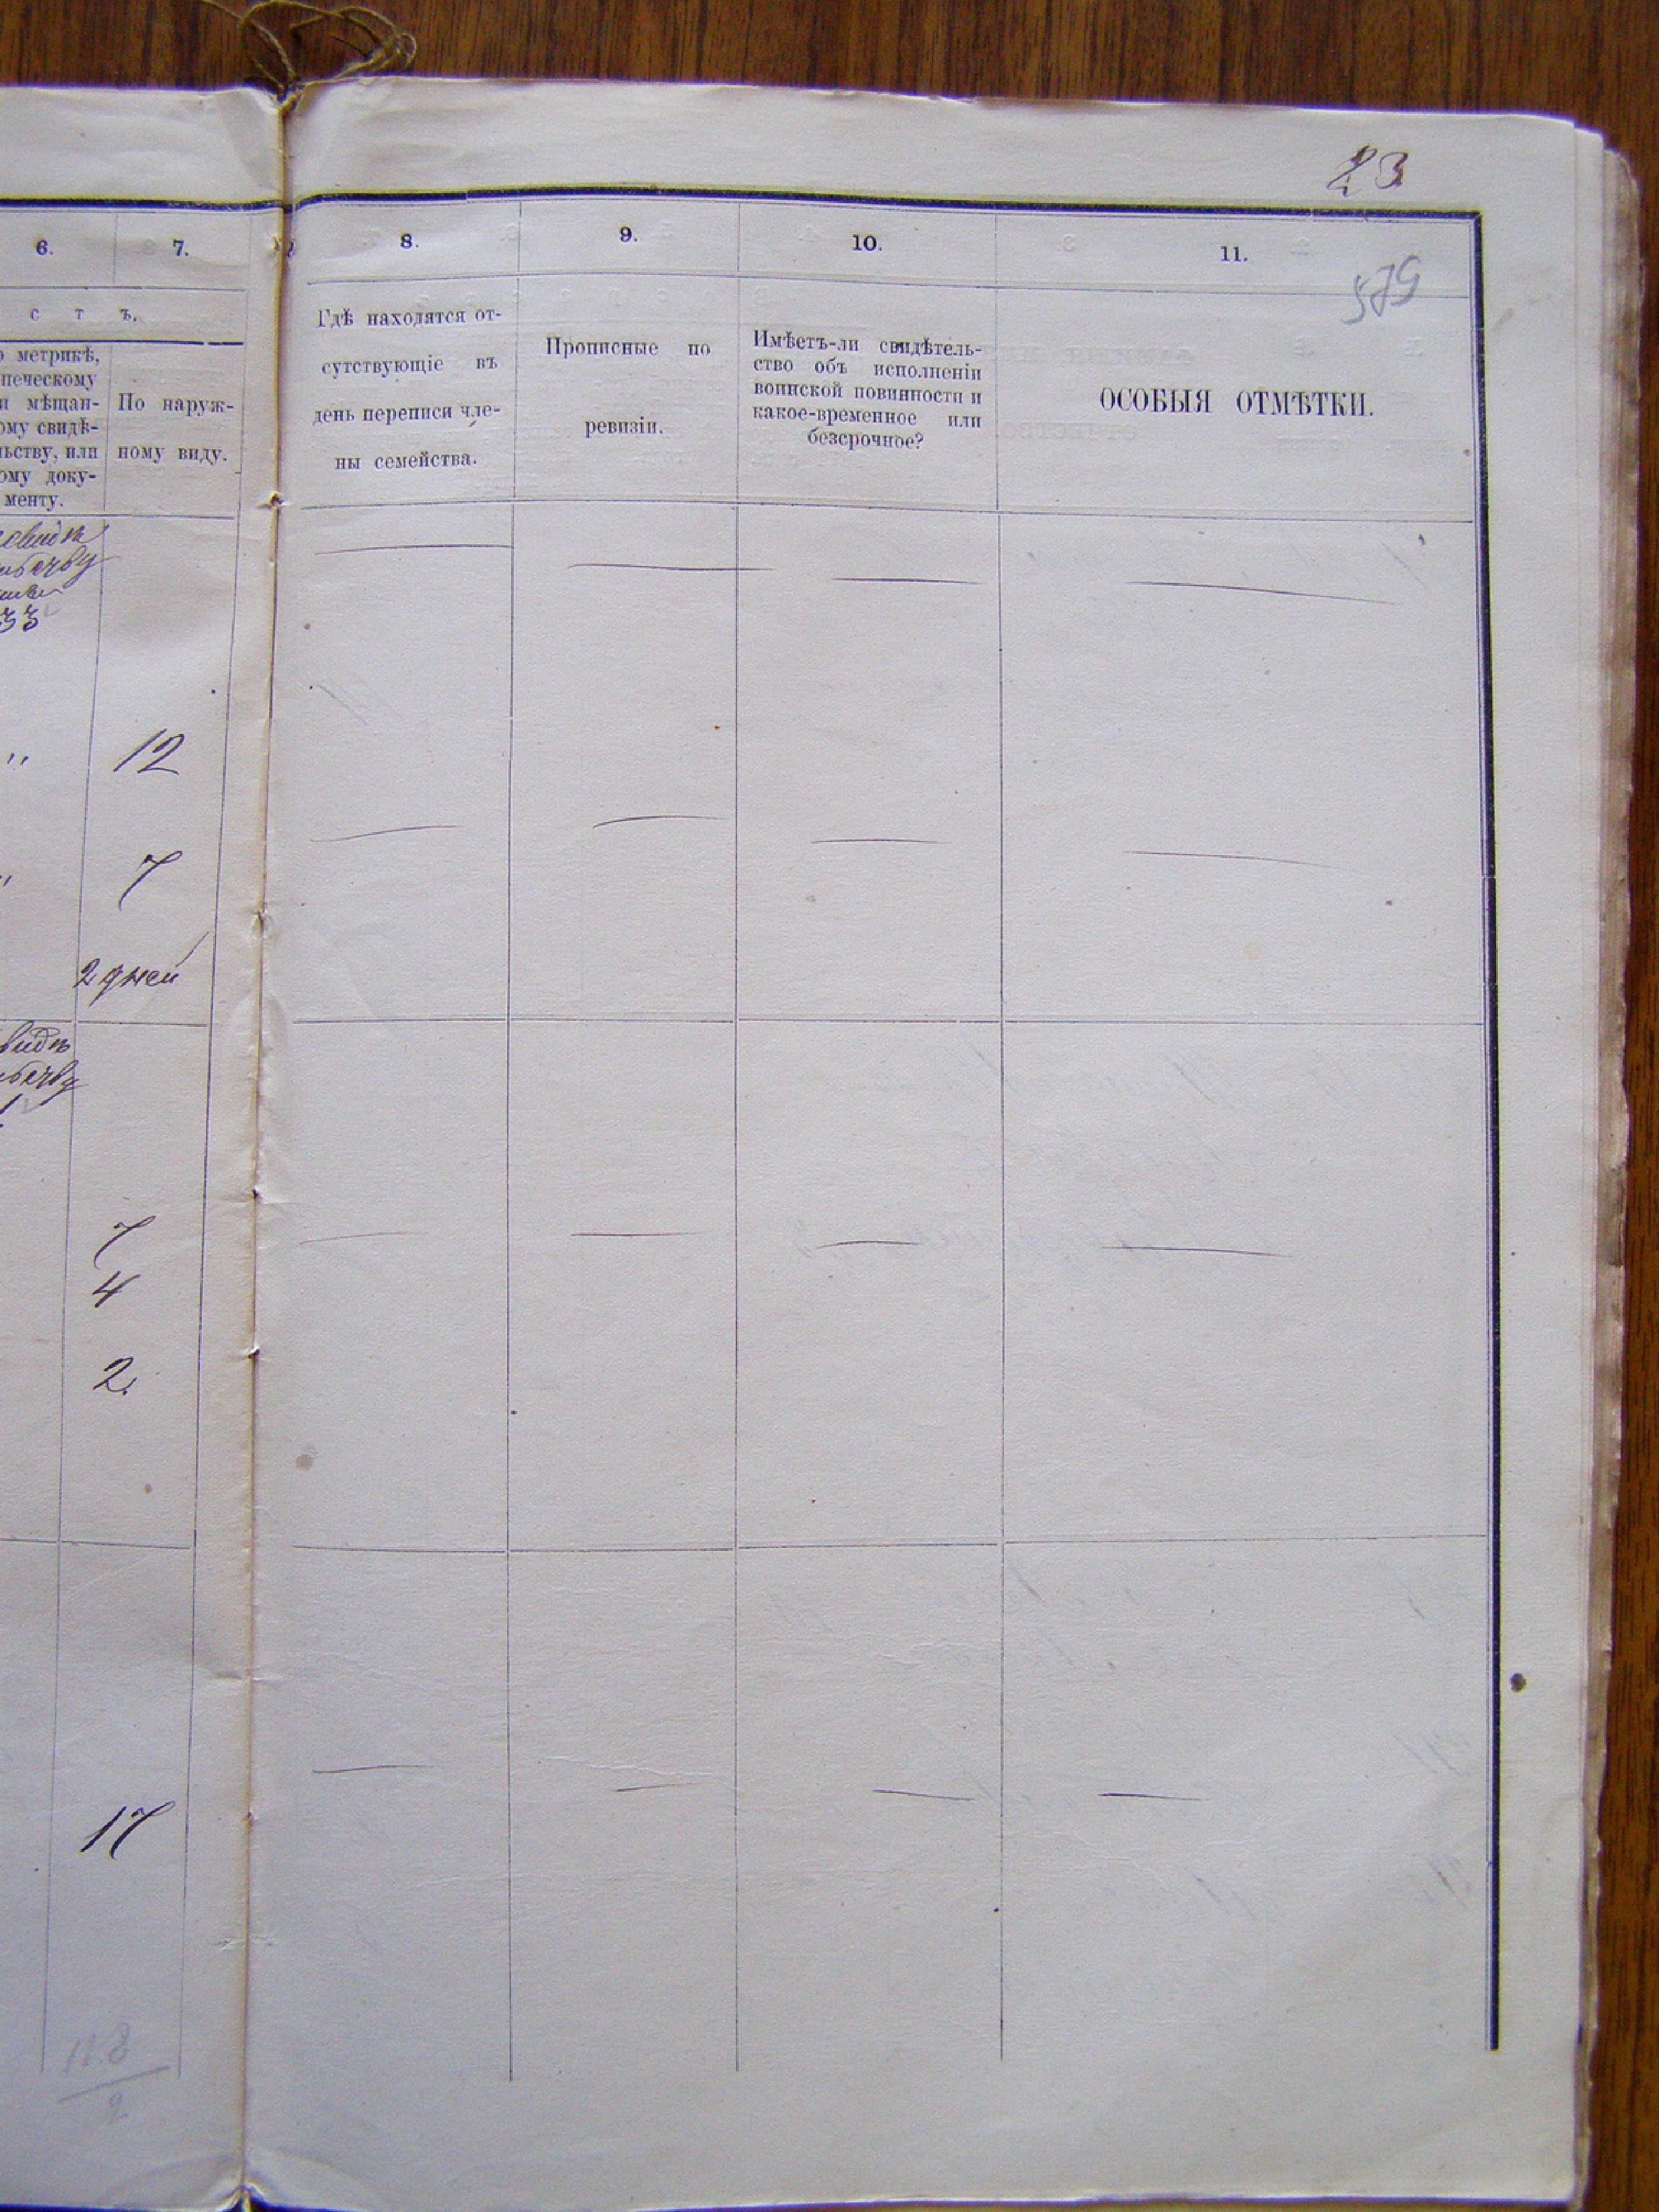 23
6. 7. 8. 9. 10. 11.
579
с т ъ.
метрикѣ,
мѣщан-
ому свидѣ-
льству, или
ому доку-
менту.
По наруж-
ному виду.
Гдѣ находятся от-
сутствующіе въ
день переписи чле-
ны семейства.
Прописные по
ревизіи.
Имѣетъ-ли свидѣтель-
ство объ исполненіи
воинской повинности и
какое-временное или
безсрочное?
ОСОБЫЯ ОТМѢТКИ.
33
12
7
2 дней
7
4
2.
17